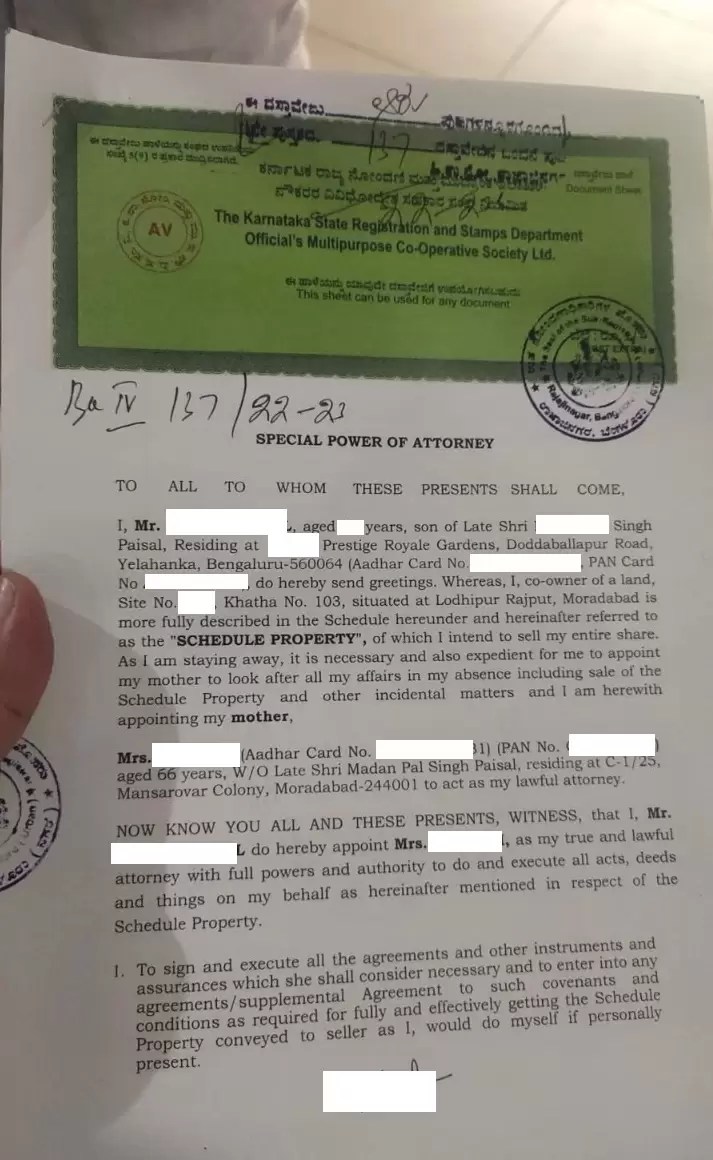 ಈ ದಸ್ತಾವೇಜು
137
ದಸ್ತಾವೇಜು ಹಾಳೆ
Document Sheet
ಕರ್ನಾಟಕ ರಾಜ್ಯ ನೋಂದಣಿ ಮತ್ತು
AV
The Karnataka State Registration and Stamps Department
Official's Multipurpose Co-Operative Society Ltd.
This sheet can be used for any document
Rajajinagar,
137/22-23
SPECIAL POWER OF ATTORNEY
TO ALL TO WHOM THESE PRESENTS SHALL COME,
I, Mr. , aged years, son of Late Shri Singh
Paisal, Residing at Prestige Royale Gardens, Doddaballapur Road,
Yelahanka, Bengaluru-560064 (Aadhar Card No. , PAN Card
No , do hereby send greetings. Whereas, I, co-owner of a land,
Site No. , Khatha No. 103, situated at Lodhipur Rajput, Moradabad is
more fully described in the Schedule hereunder and hereinafter referred to
as the "SCHEDULE PROPERTY", of which I intend to sell my entire share.
As I am staying away, it is necessary and also expedient for me to appoint
my mother to look after all my affairs in my absence including sale of the
Schedule Property and other incidental matters and I am herewith
appointing my mother,
Mrs. (Aadhar Card No. 31) (PAN No. )
aged 66 years, W/O Late Shri Madan Pal Singh Paisal, residing at C-1/25,
Mansarovar Colony, Moradabad-244001 to act as my lawful attorney.
NOW KNOW YOU ALL AND THESE PRESENTS, WITNESS, that I, Mr.
L do hereby appoint Mrs. , as my true and lawful
attorney with full powers and authority to do and execute all acts, deeds
and things on my behalf as hereinafter mentioned in respect of the
Schedule Property.
1. To sign and execute all the agreements and other instruments and
assurances which she shall consider necessary and to enter into any
agreements/supplemental Agreement to such covenants and
conditions as required for fully and effectively getting the Schedule
Property conveyed to seller as I, would do myself if personally
present.